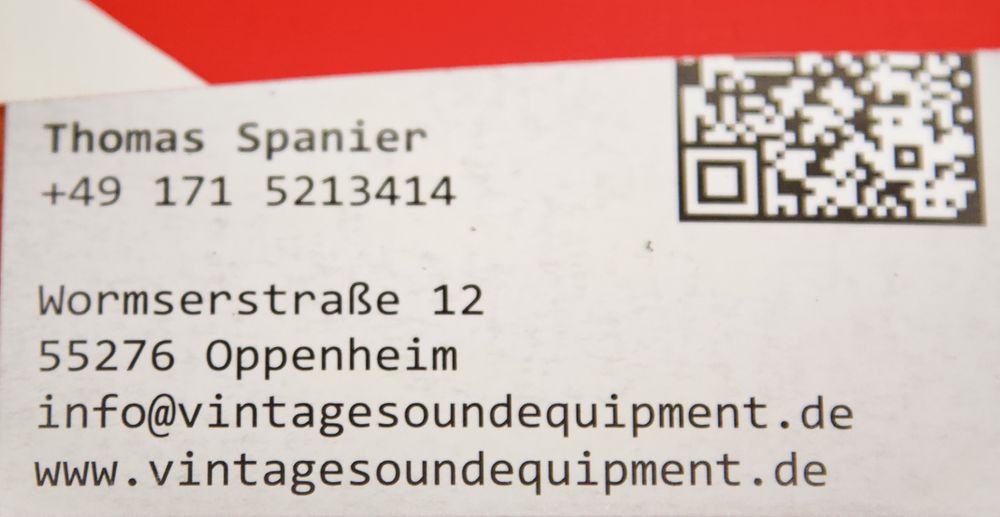 Thomas Spanier
+49 171 5213414
Wormserstraße 12
55276 Oppenheim
info@vintagesoundequipment.de
www.vintagesoundequipment.de